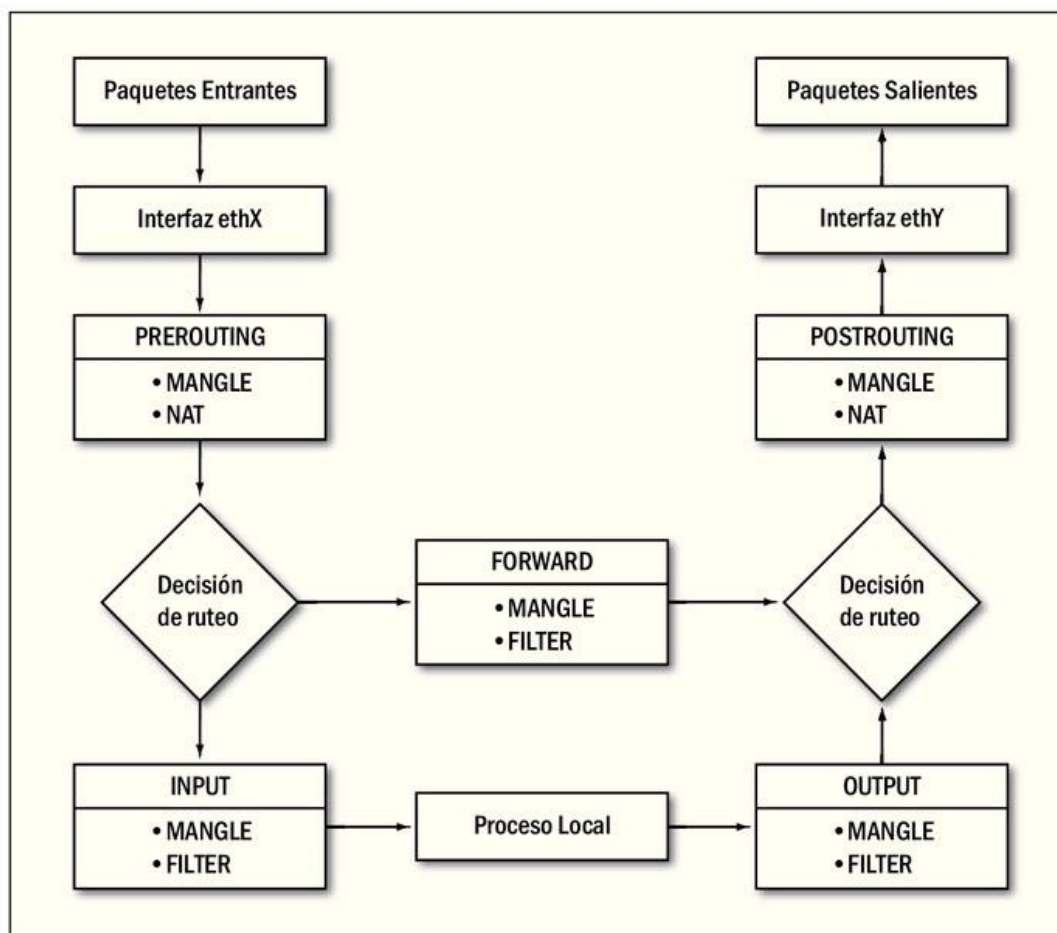 Paquetes Entrantes
Paquetes Salientes
Interfaz ethX
Interfaz ethY
PREROUTING
• MANGLE
• NAT
POSTROUTING
• MANGLE
• NAT
Decisión
de ruteo
FORWARD
• MANGLE
• FILTER
Decisión
de ruteo
INPUT
• MANGLE
• FILTER
Proceso Local
OUTPUT
• MANGLE
• FILTER